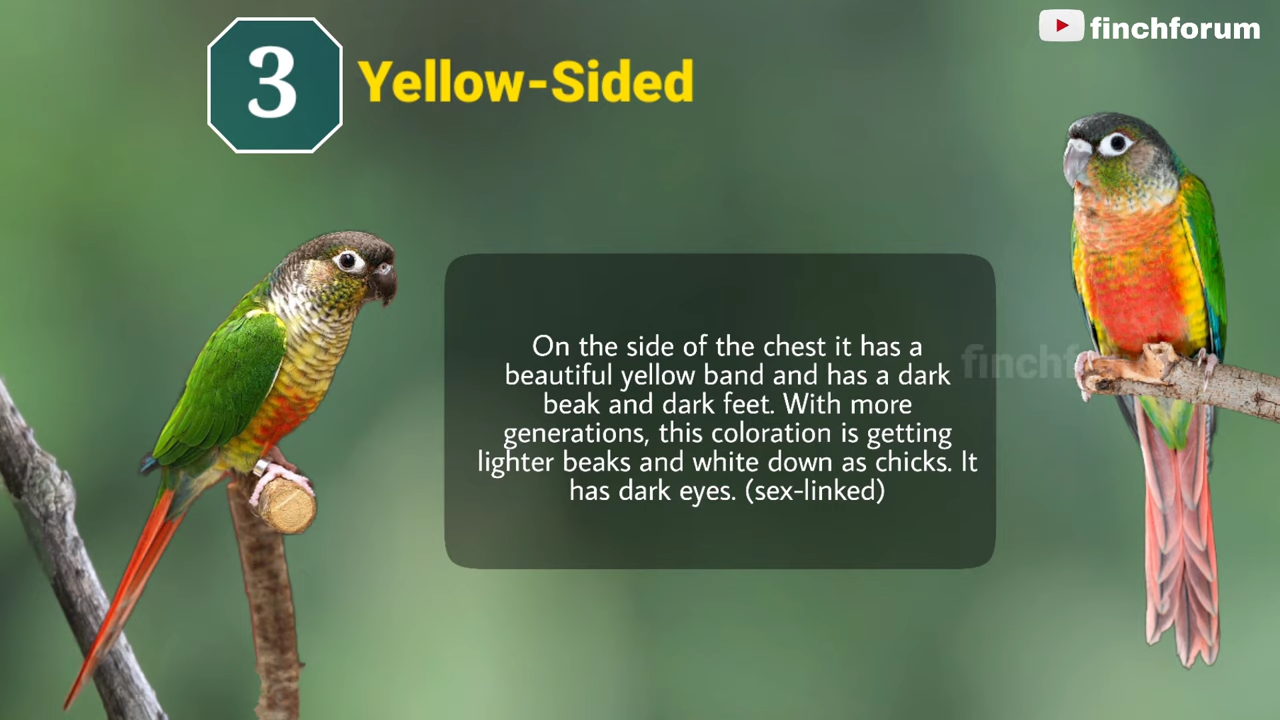 finchforum
3
Yellow-Sided
On the side of the chest it has a
beautiful yellow band and has a dark
beak and dark feet. With more
generations, this coloration is getting
lighter beaks and white down as chicks. It
has dark eyes. (sex-linked)